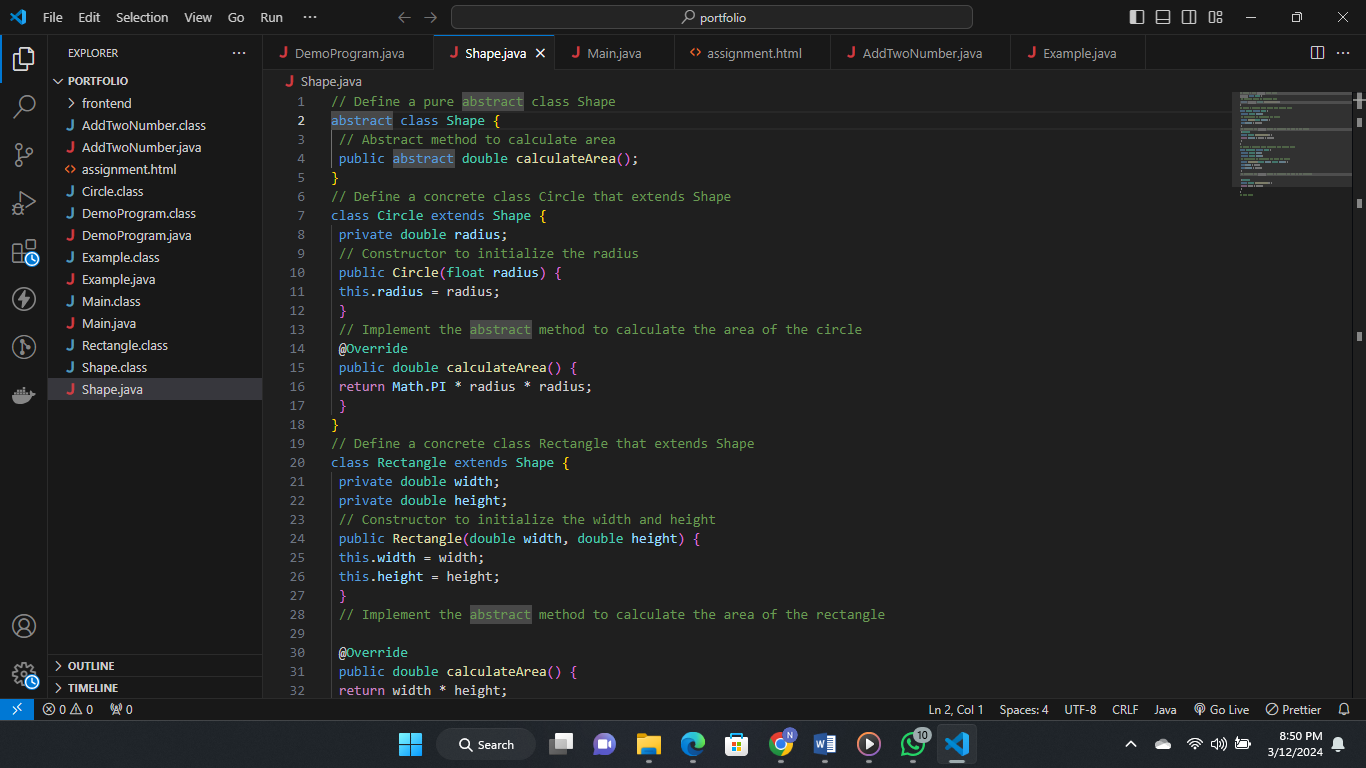 File Edit Selection View Go Run ··· portfolio
EXPLORER ···
PORTFOLIO
frontend
AddTwoNumber.class
AddTwoNumber.java
assignment.html
Circle.class
DemoProgram.class
DemoProgram.java
Example.class
Example.java
Main.class
Main.java
Rectangle.class
Shape.class
Shape.java
OUTLINE
TIMELINE
DemoProgram.java Shape.java Main.java assignment.html AddTwoNumber.java Example.java ···
Shape.java
1 // Define a pure abstract class Shape
2 abstract class Shape {
3 // Abstract method to calculate area
4 public abstract double calculateArea();
5 }
6 // Define a concrete class Circle that extends Shape
7 class Circle extends Shape {
8 private double radius;
9 // Constructor to initialize the radius
10 public Circle(float radius) {
11 this.radius = radius;
12 }
13 // Implement the abstract method to calculate the area of the circle
14 @Override
15 public double calculateArea() {
16 return Math.PI * radius * radius;
17 }
18 }
19 // Define a concrete class Rectangle that extends Shape
20 class Rectangle extends Shape {
21 private double width;
22 private double height;
23 // Constructor to initialize the width and height
24 public Rectangle(double width, double height) {
25 this.width = width;
26 this.height = height;
27 }
28 // Implement the abstract method to calculate the area of the rectangle
29
30 @Override
31 public double calculateArea() {
32 return width * height;
0 0 0 Ln 2, Col 1 Spaces: 4 UTF-8 CRLF Java Go Live Prettier
Search N 10 8:50 PM
3/12/2024